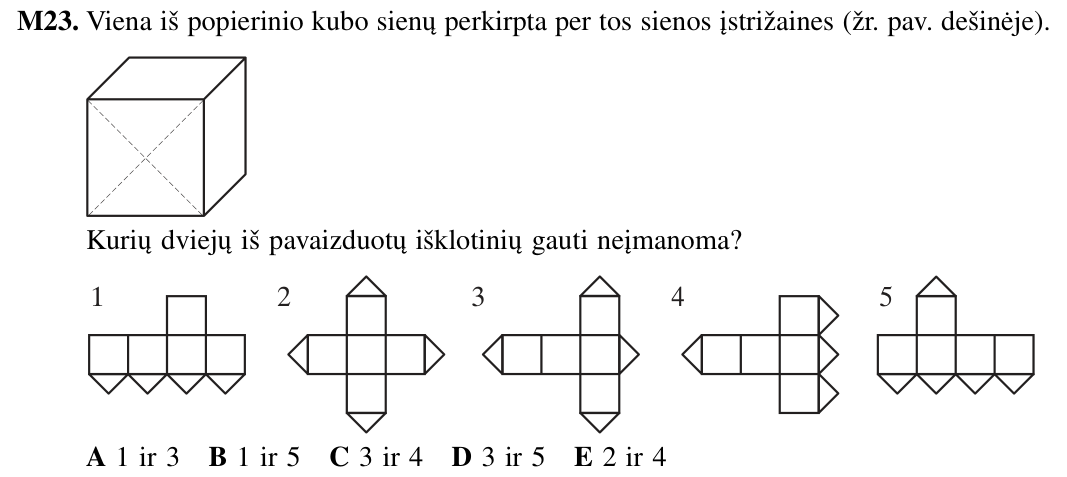 M23. Viena iš popierinio kubo sienų perkirpta per tos sienos įstrižaines (žr. pav. dešinėje).
Kurių dviejų iš pavaizduotų išklotinių gauti neįmanoma?
1 2 3 4 5
A 1 ir 3 B 1 ir 5 C 3 ir 4 D 3 ir 5 E 2 ir 4